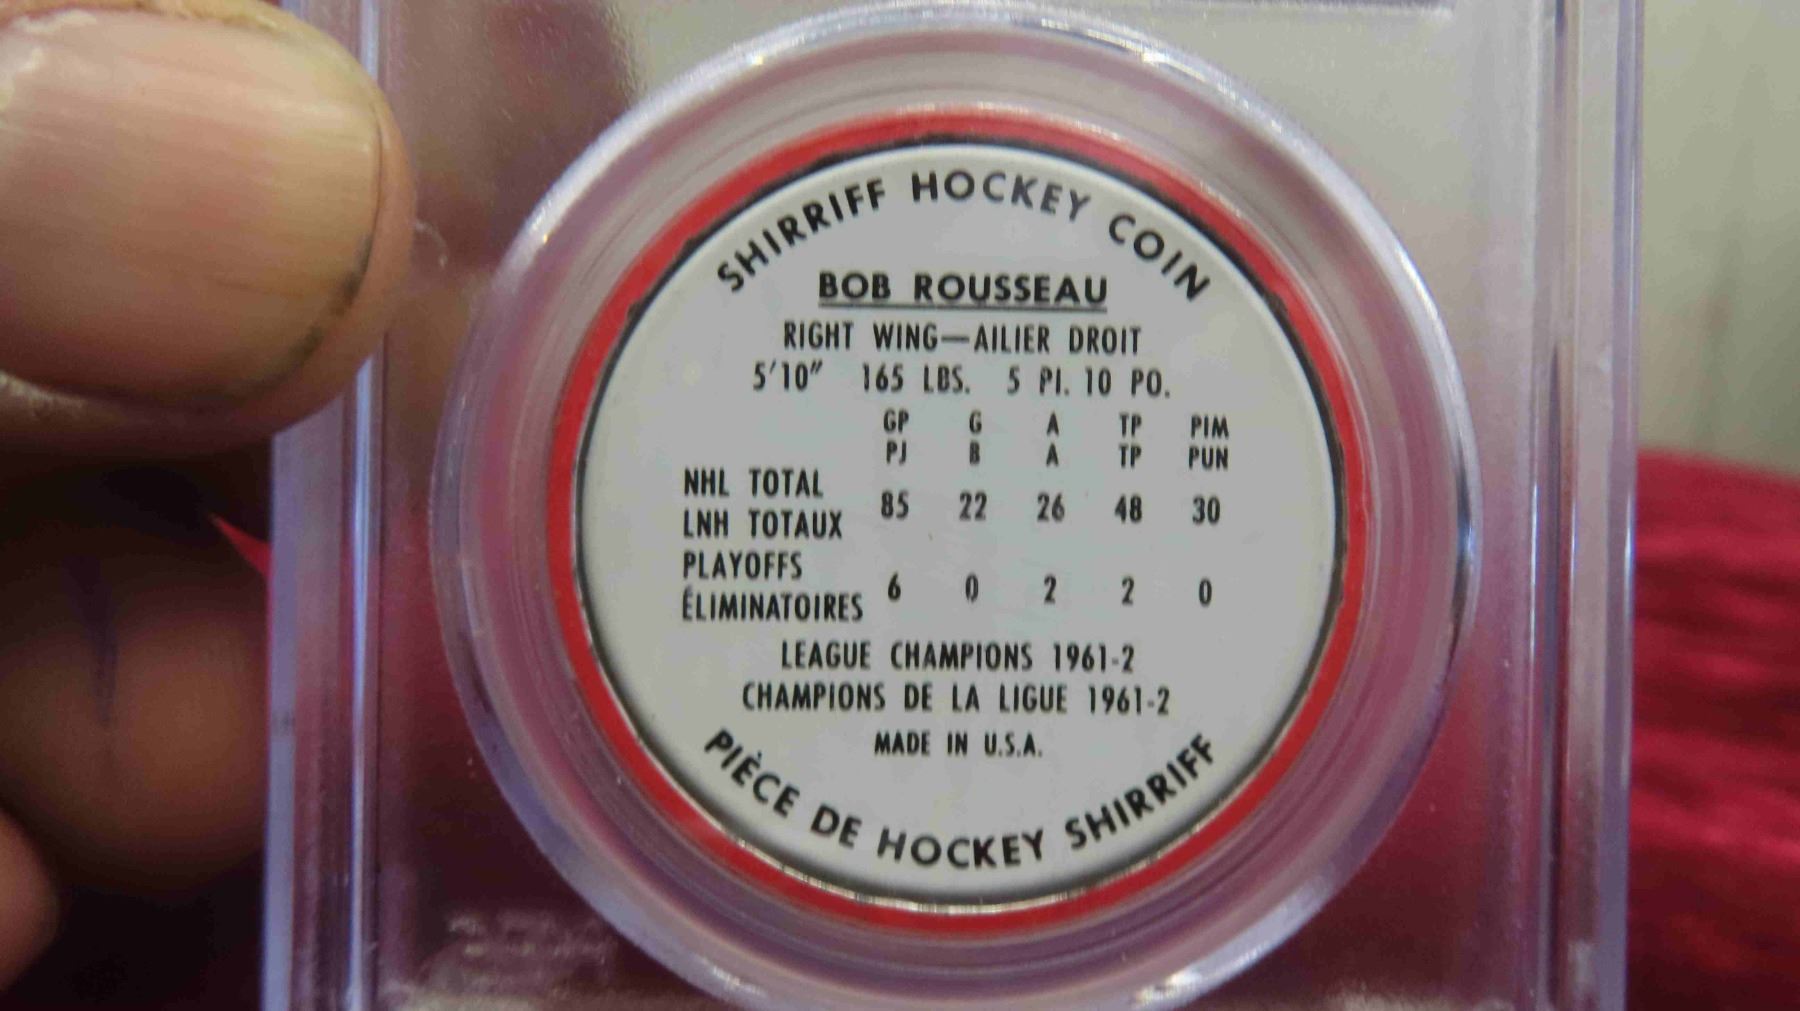 SHIRRIFF HOCKEY COIN
BOB ROUSSEAU
RIGHT WING—AILIER DROIT
5'10" 165 LBS. 5 PI. 10 PO.
GP G A TP PIM
PJ B A TP PUN
NHL TOTAL
LNH TOTAUX 85 22 26 48 30
PLAYOFFS
ÉLIMINATOIRES 6 0 2 2 0
LEAGUE CHAMPIONS 1961-2
CHAMPIONS DE LA LIGUE 1961-2
MADE IN U.S.A.
PIÈCE DE HOCKEY SHIRRIFF